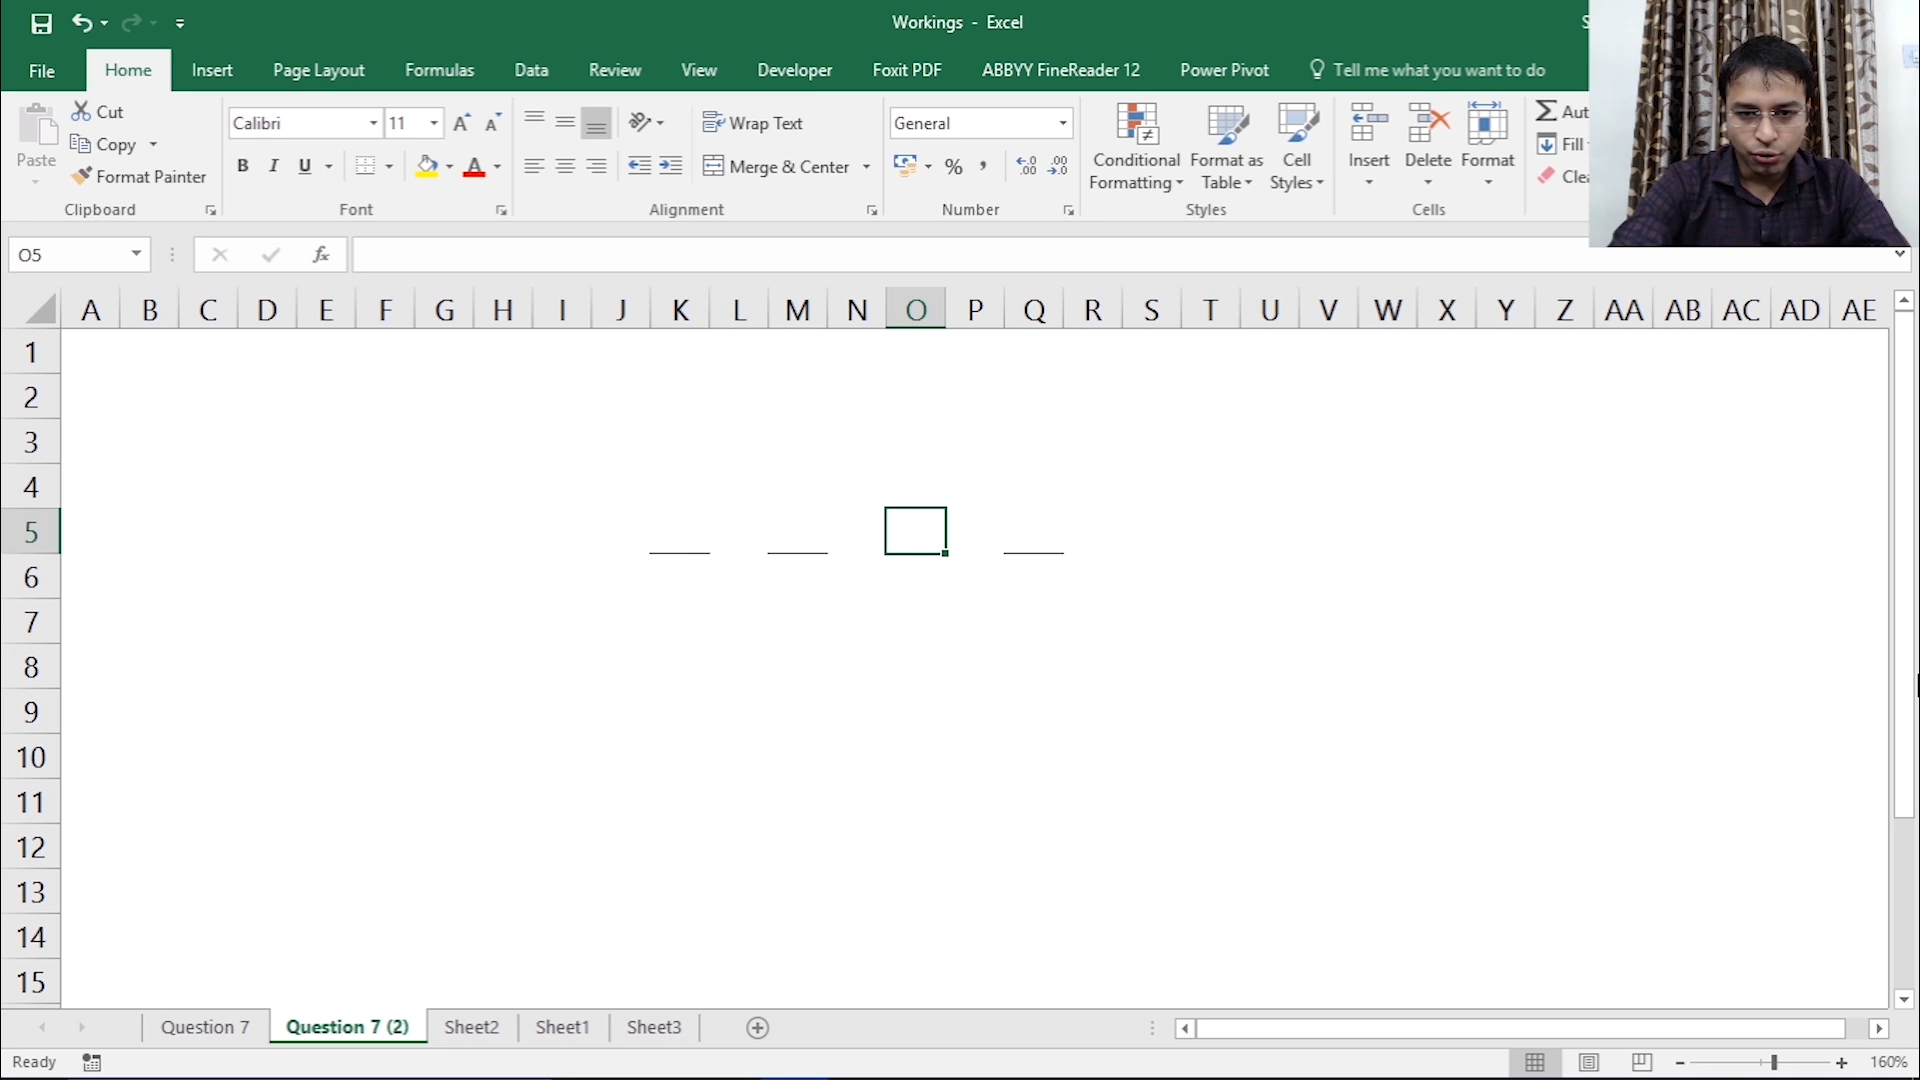 Workings - Excel
File Home Insert Page Layout Formulas Data Review View Developer Foxit PDF ABBYY FineReader 12 Power Pivot Tell me what you want to do
Paste
Cut
Copy
Format Painter
Clipboard
Calibri 11
B I U
Font
Wrap Text
Merge & Center
Alignment
General
% ,
Number
Conditional Formatting
Format as Table
Cell Styles
Styles
Insert Delete Format
Cells
Σ Aut
Fill
Clea
O5 fx
A B C D E F G H I J K L M N O P Q R S T U V W X Y Z AA AB AC AD AE
1
2
3
4
5
6
7
8
9
10
11
12
13
14
15
Question 7 Question 7 (2) Sheet2 Sheet1 Sheet3
Ready 160%